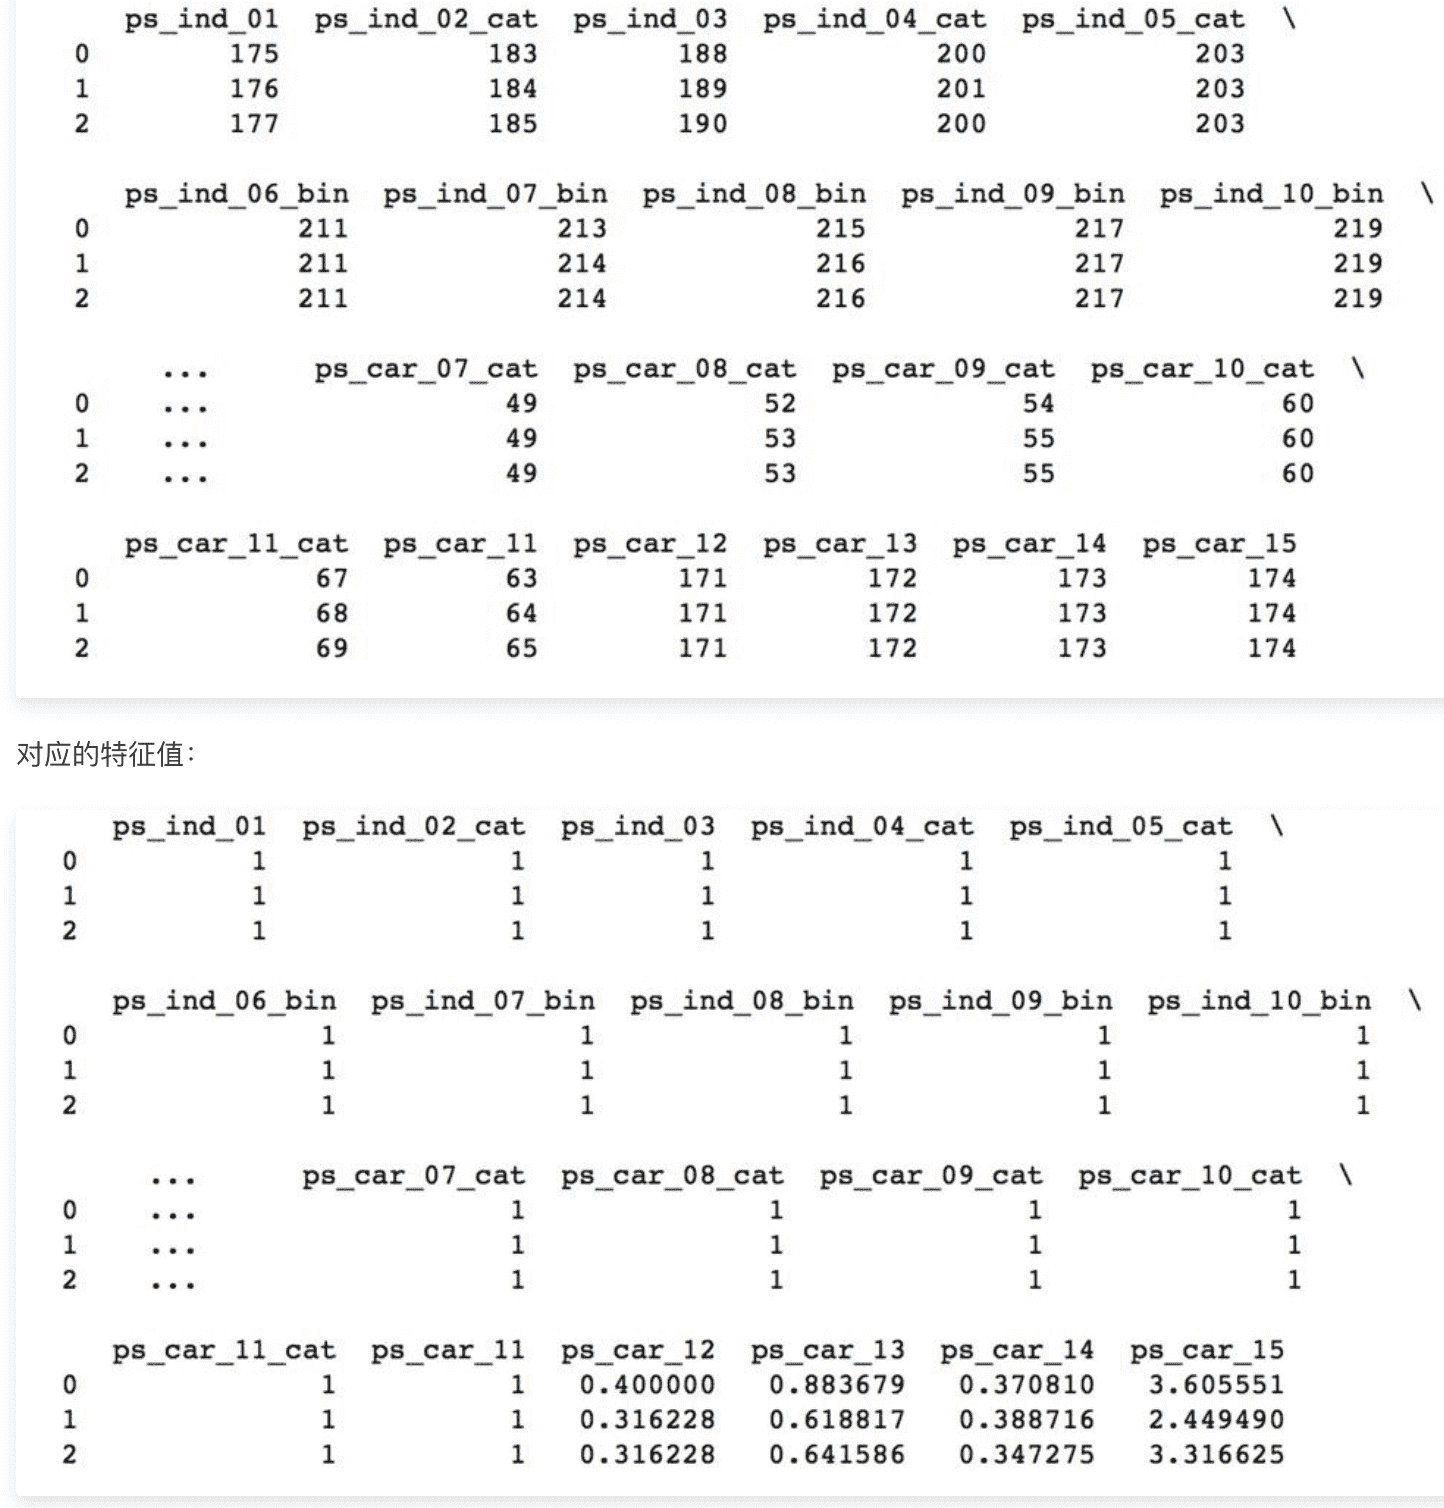 ps_ind_01 ps_ind_02_cat ps_ind_03 ps_ind_04_cat ps_ind_05_cat \
0 175 183 188 200 203
1 176 184 189 201 203
2 177 185 190 200 203
ps_ind_06_bin ps_ind_07_bin ps_ind_08_bin ps_ind_09_bin ps_ind_10_bin \
0 211 213 215 217 219
1 211 214 216 217 219
2 211 214 216 217 219
... ps_car_07_cat ps_car_08_cat ps_car_09_cat ps_car_10_cat \
0 ... 49 52 54 60
1 ... 49 53 55 60
2 ... 49 53 55 60
ps_car_11_cat ps_car_11 ps_car_12 ps_car_13 ps_car_14 ps_car_15
0 67 63 171 172 173 174
1 68 64 171 172 173 174
2 69 65 171 172 173 174
对应的特征值：
ps_ind_01 ps_ind_02_cat ps_ind_03 ps_ind_04_cat ps_ind_05_cat \
0 1 1 1 1 1
1 1 1 1 1 1
2 1 1 1 1 1
ps_ind_06_bin ps_ind_07_bin ps_ind_08_bin ps_ind_09_bin ps_ind_10_bin \
0 1 1 1 1 1
1 1 1 1 1 1
2 1 1 1 1 1
... ps_car_07_cat ps_car_08_cat ps_car_09_cat ps_car_10_cat \
0 ... 1 1 1 1
1 ... 1 1 1 1
2 ... 1 1 1 1
ps_car_11_cat ps_car_11 ps_car_12 ps_car_13 ps_car_14 ps_car_15
0 1 1 0.400000 0.883679 0.370810 3.605551
1 1 1 0.316228 0.618817 0.388716 2.449490
2 1 1 0.316228 0.641586 0.347275 3.316625